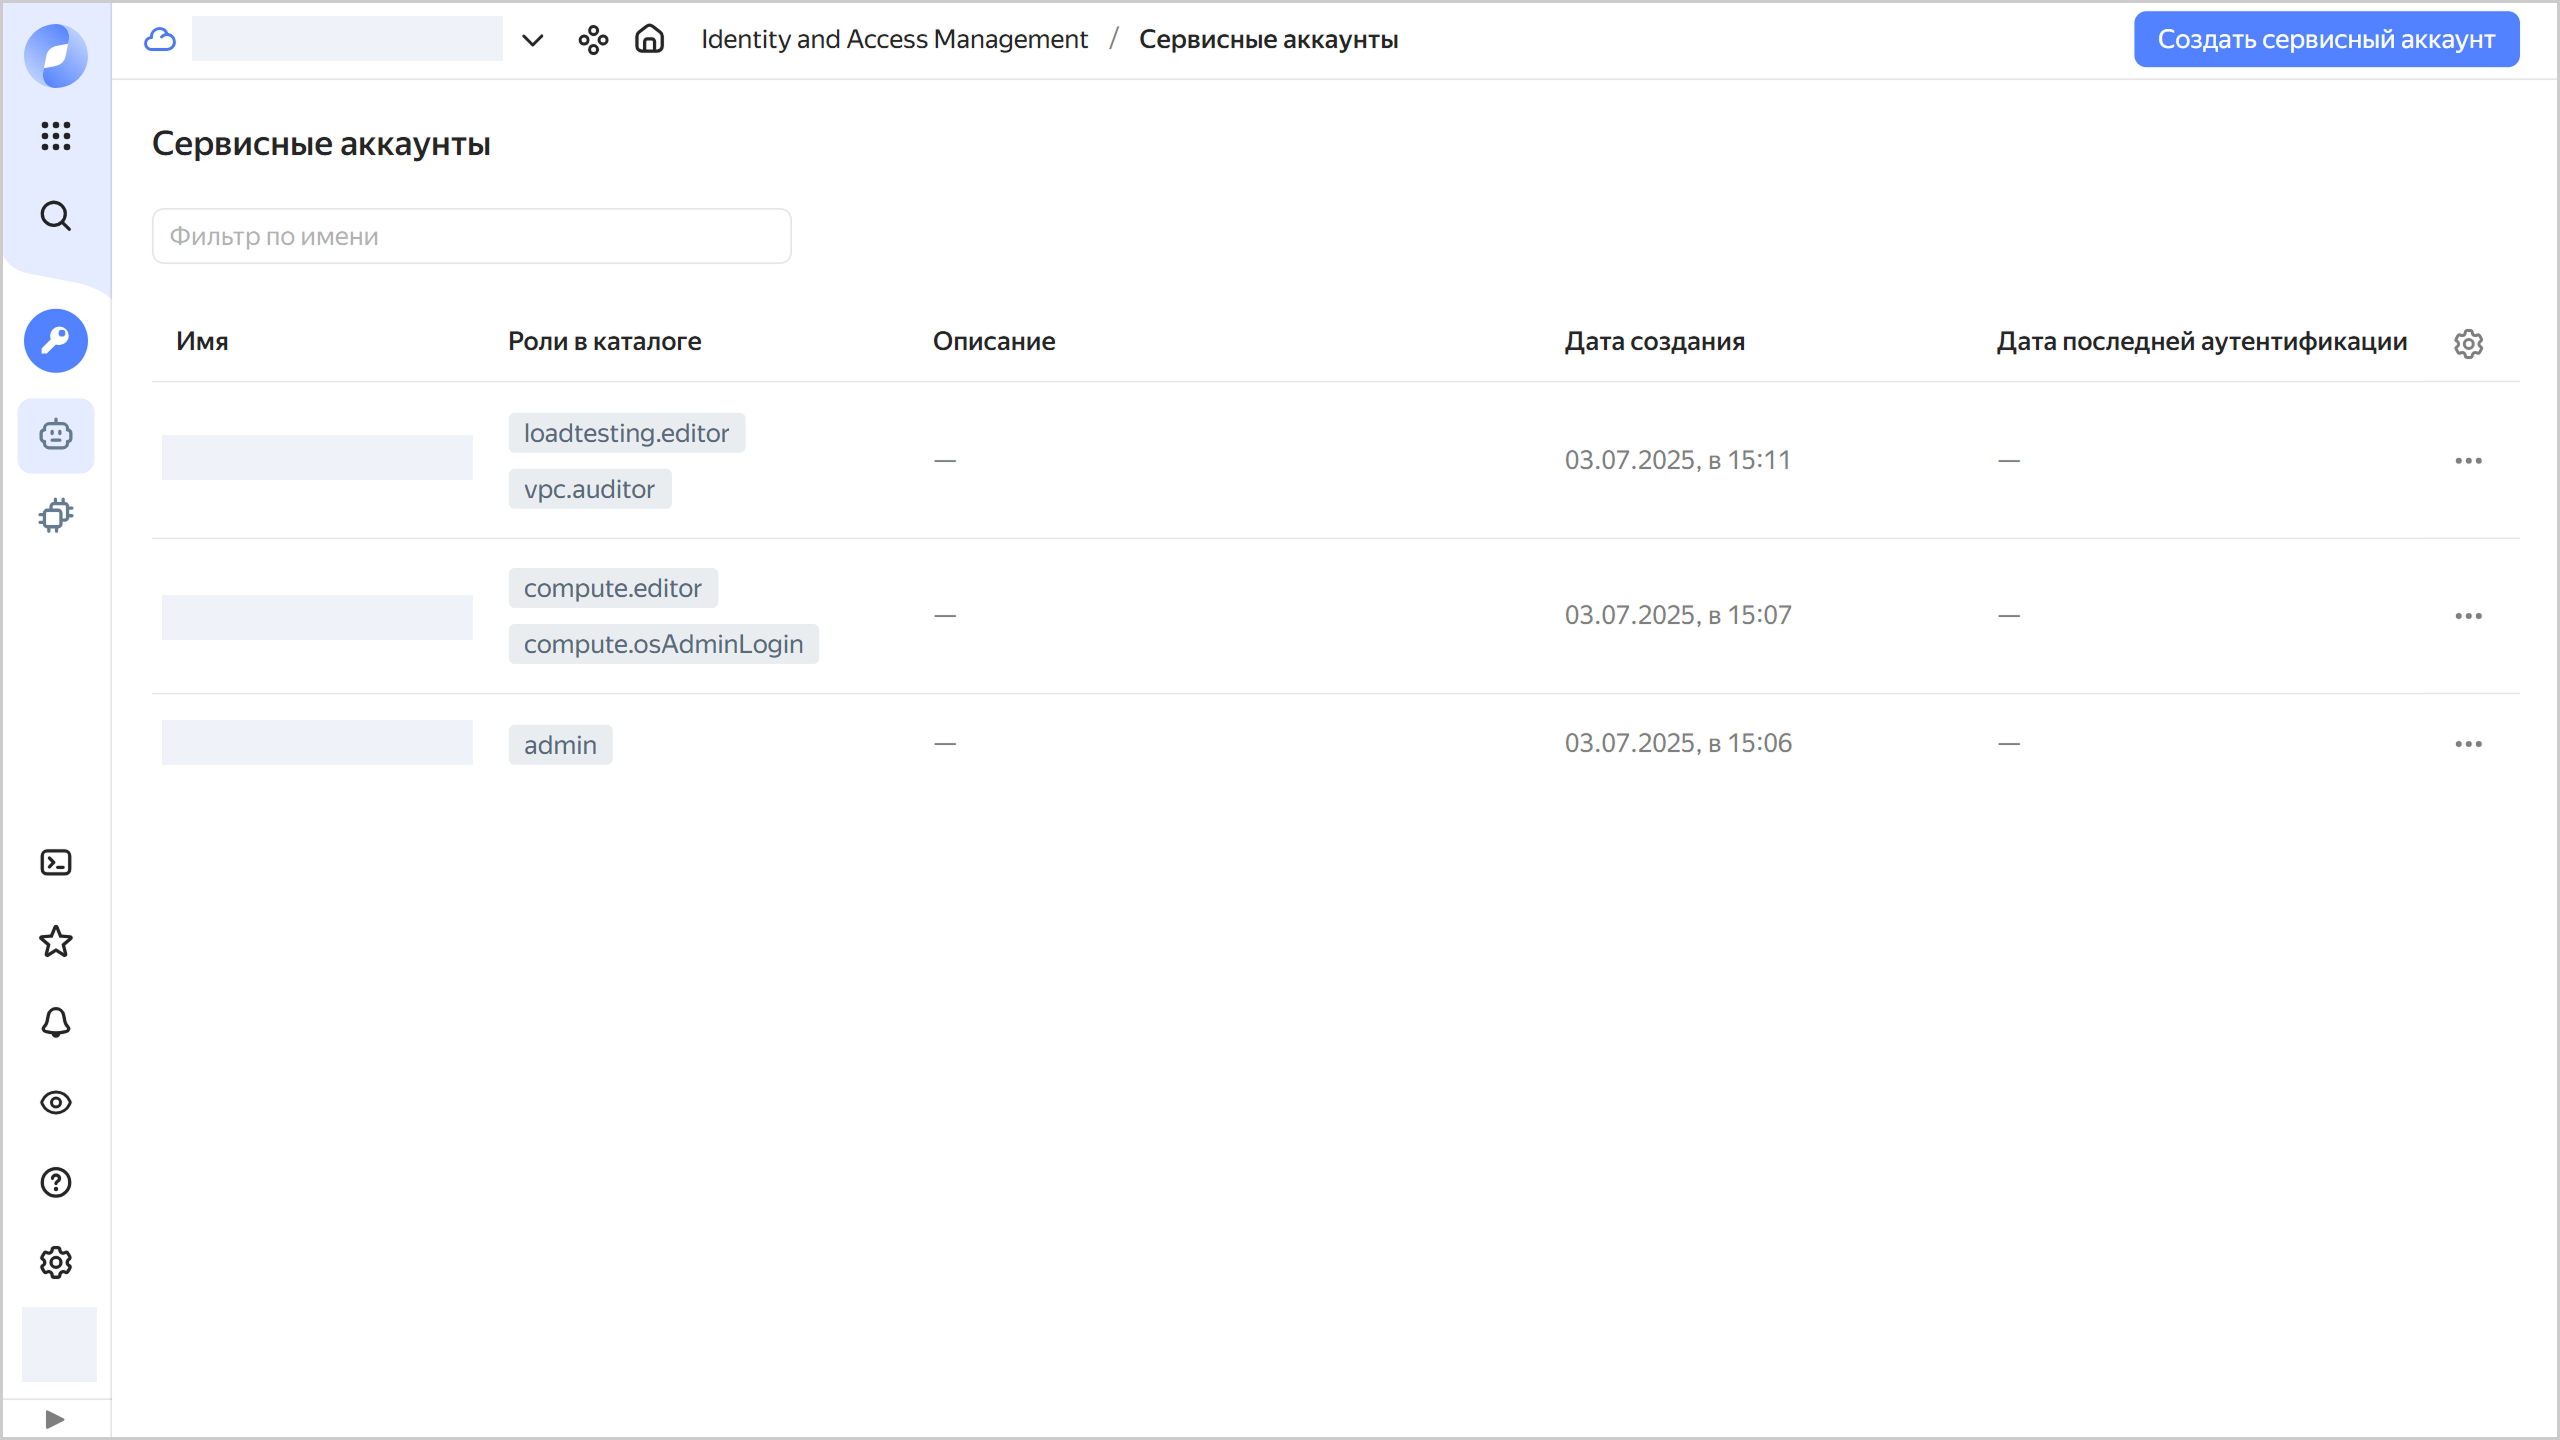 Identity and Access Management / Сервисные аккаунты
Создать сервисный аккаунт
Сервисные аккаунты
Фильтр по имени
Имя Роли в каталоге Описание Дата создания Дата последней аутентификации
loadtesting.editor
vpc.auditor
— 03.07.2025, в 15:11 —
compute.editor
compute.osAdminLogin
— 03.07.2025, в 15:07 —
admin — 03.07.2025, в 15:06 —